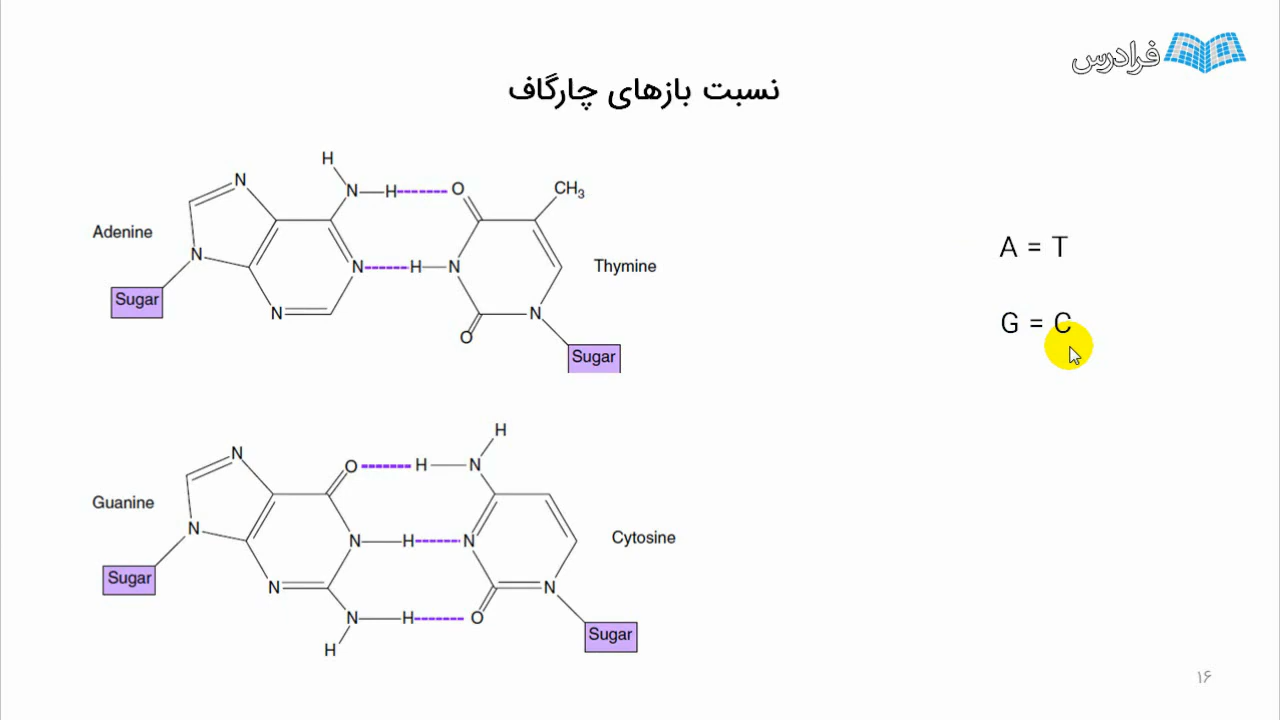 فرادرس
نسبت بازهای چارگاف
H
N
N H O CH₃
Adenine
N
N H N
Thymine
Sugar
N
N
O
Sugar
A = T
G = C
H
N
O H N
Guanine
N
N H N
Cytosine
Sugar
N
N
N H O
H
Sugar
۱۶